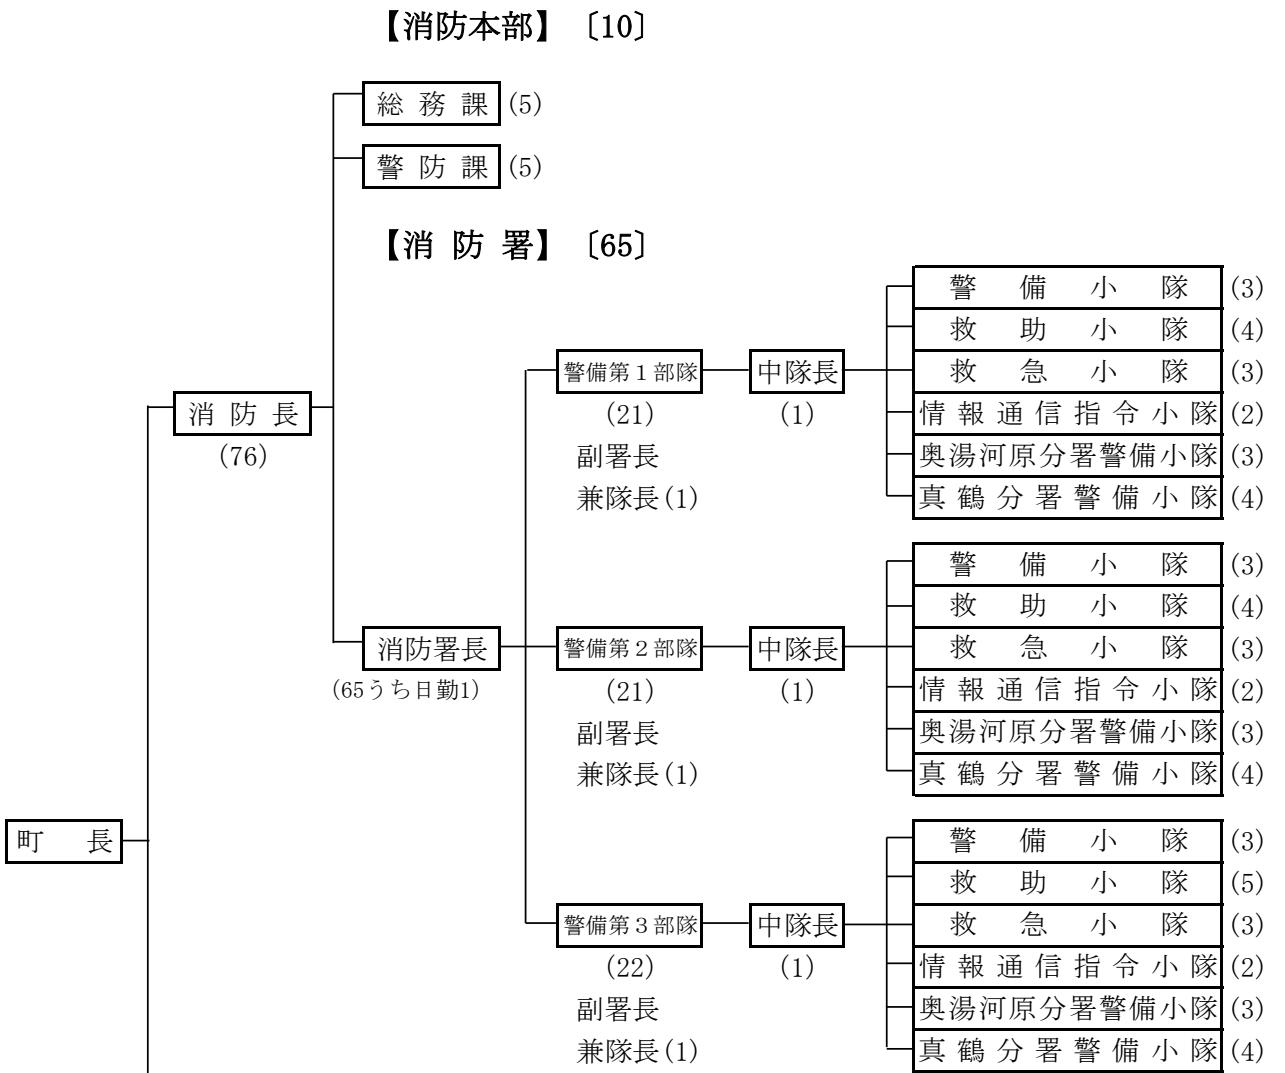 【消防本部】〔10〕
総務課 (5)
警防課 (5)
【消防署】〔65〕
町長
消防長
(76)
消防署長
(65うち日勤1)
警備第１部隊
(21)
副署長
兼隊長(1)
中隊長
(1)
警備小隊 (3)
救助小隊 (4)
救急小隊 (3)
情報通信指令小隊 (2)
奥湯河原分署警備小隊 (3)
真鶴分署警備小隊 (4)
警備第２部隊
(21)
副署長
兼隊長(1)
中隊長
(1)
警備小隊 (3)
救助小隊 (4)
救急小隊 (3)
情報通信指令小隊 (2)
奥湯河原分署警備小隊 (3)
真鶴分署警備小隊 (4)
警備第３部隊
(22)
副署長
兼隊長(1)
中隊長
(1)
警備小隊 (3)
救助小隊 (5)
救急小隊 (3)
情報通信指令小隊 (2)
奥湯河原分署警備小隊 (3)
真鶴分署警備小隊 (4)